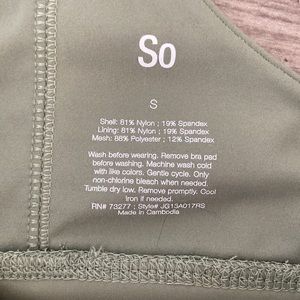 So
S
Shell: 81% Nylon ; 19% Spandex
Lining: 81% Nylon ; 19% Spandex
Mesh: 88% Polyester ; 12% Spandex
Wash before wearing. Remove bra pad
before washing. Machine wash cold
with like colors. Gentle cycle. Only
non-chlorine bleach when needed.
Tumble dry low. Remove promptly. Cool
Iron if needed.
RN# 73277 ; Style# JG13A017RS
Made in Cambodia